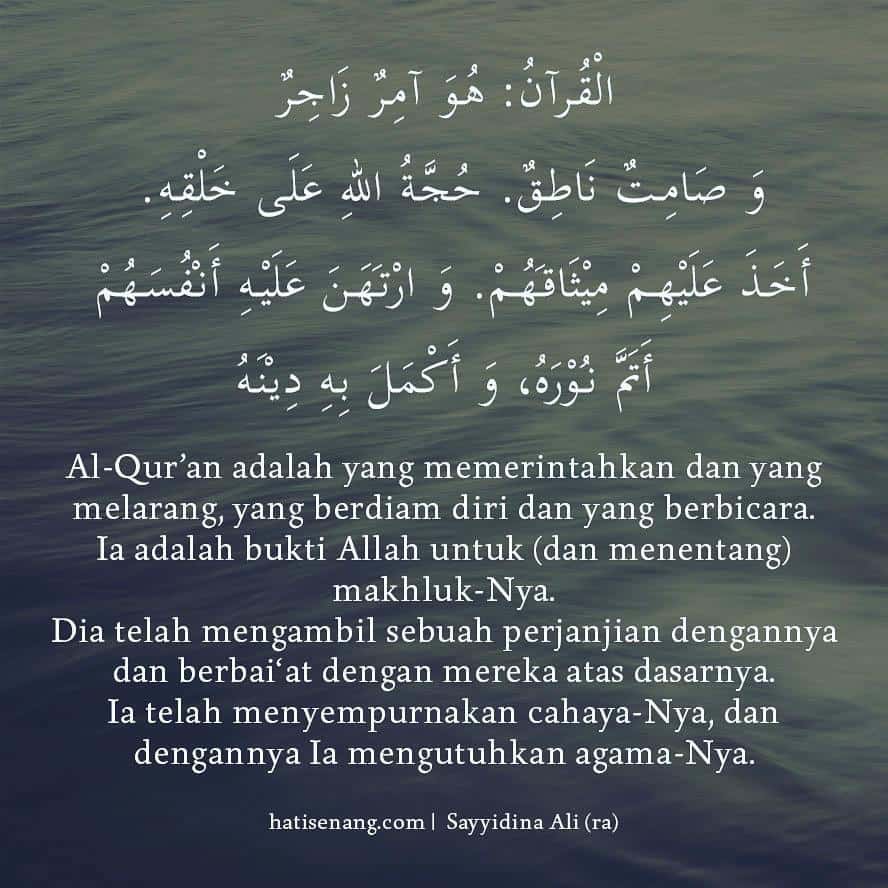 الْقُرآنُ: هُوَ آمِرٌ زَاجِرٌ
وَ صَامِتٌ نَاطِقٌ. حُجَّةُ اللهِ عَلَى خَلْقِهِ.
أَخَذَ عَلَيْهِمْ مِيْثَاقَهُمْ. وَ ارْتَهَنَ عَلَيْهِ أَنْفُسَهُمْ
أَتَمَّ نُوْرَهُ، وَ أَكْمَلَ بِهِ دِيْنَهُ
Al-Qur’an adalah yang memerintahkan dan yang
melarang, yang berdiam diri dan yang berbicara.
Ia adalah bukti Allah untuk (dan menentang)
makhluk-Nya.
Dia telah mengambil sebuah perjanjian dengannya
dan berbai‘at dengan mereka atas dasarnya.
Ia telah menyempurnakan cahaya-Nya, dan
dengannya Ia mengutuhkan agama-Nya.
hatisenang.com | Sayyidina Ali (ra)